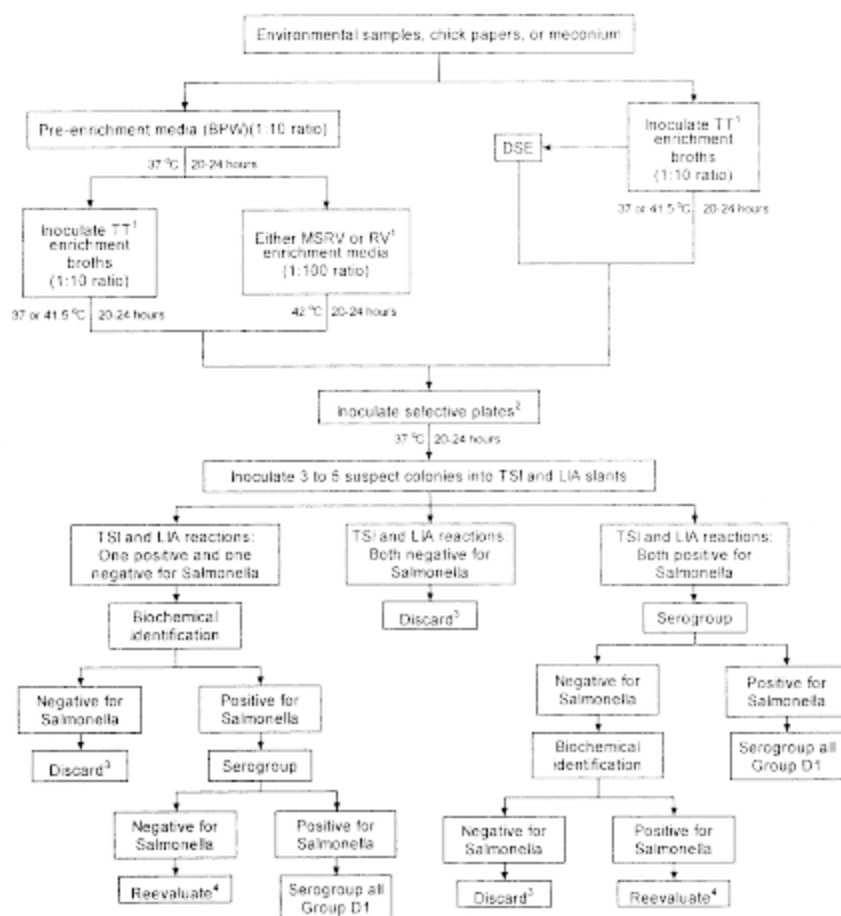 Environmental samples, chick papers, or meconium
Pre-enrichment media (BPW)(1:10 ratio)
37 °C 20-24 hours
DSE
Inoculate TT¹
enrichment
broths
(1:10 ratio)
37 or 41.5 °C 20-24 hours
Inoculate TT¹
enrichment
broths
(1:10 ratio)
37 or 41.5 °C 20-24 hours
Either MSRV or RV¹
enrichment media
(1:100 ratio)
42 °C 20-24 hours
Inoculate selective plates²
37 °C 20-24 hours
Inoculate 3 to 5 suspect colonies into TSI and LIA slants
TSI and LIA reactions:
One positive and one
negative for Salmonella
TSI and LIA reactions:
Both negative for
Salmonella
TSI and LIA reactions:
Both positive for
Salmonella
Biochemical
identification
Discard³
Serogroup
Negative for
Salmonella
Positive for
Salmonella
Negative for
Salmonella
Positive for
Salmonella
Discard³
Serogroup
Biochemical
identification
Serogroup all
Group D1
Negative for
Salmonella
Positive for
Salmonella
Negative for
Salmonella
Positive for
Salmonella
Reevaluate⁴
Serogroup all
Group D1
Discard³
Reevaluate⁴